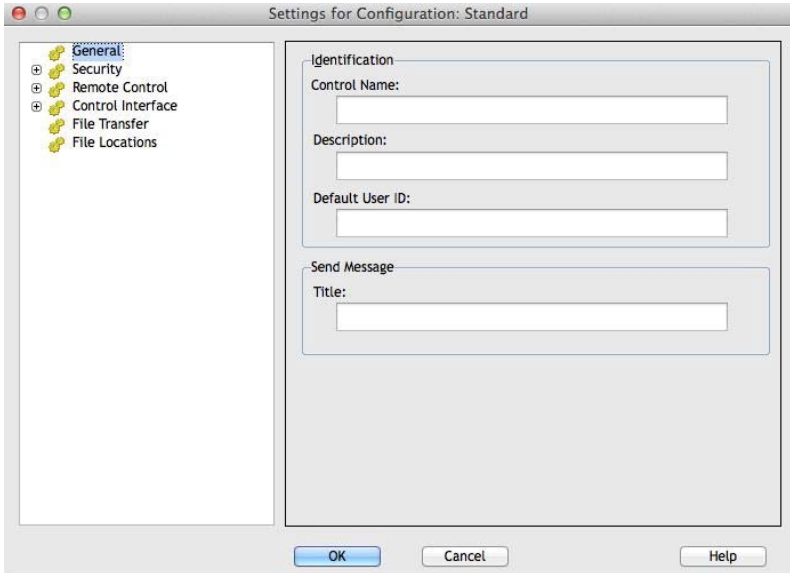 Settings for Configuration: Standard
General
Security
Remote Control
Control Interface
File Transfer
File Locations
Identification
Control Name:
Description:
Default User ID:
Send Message
Title:
OK
Cancel
Help